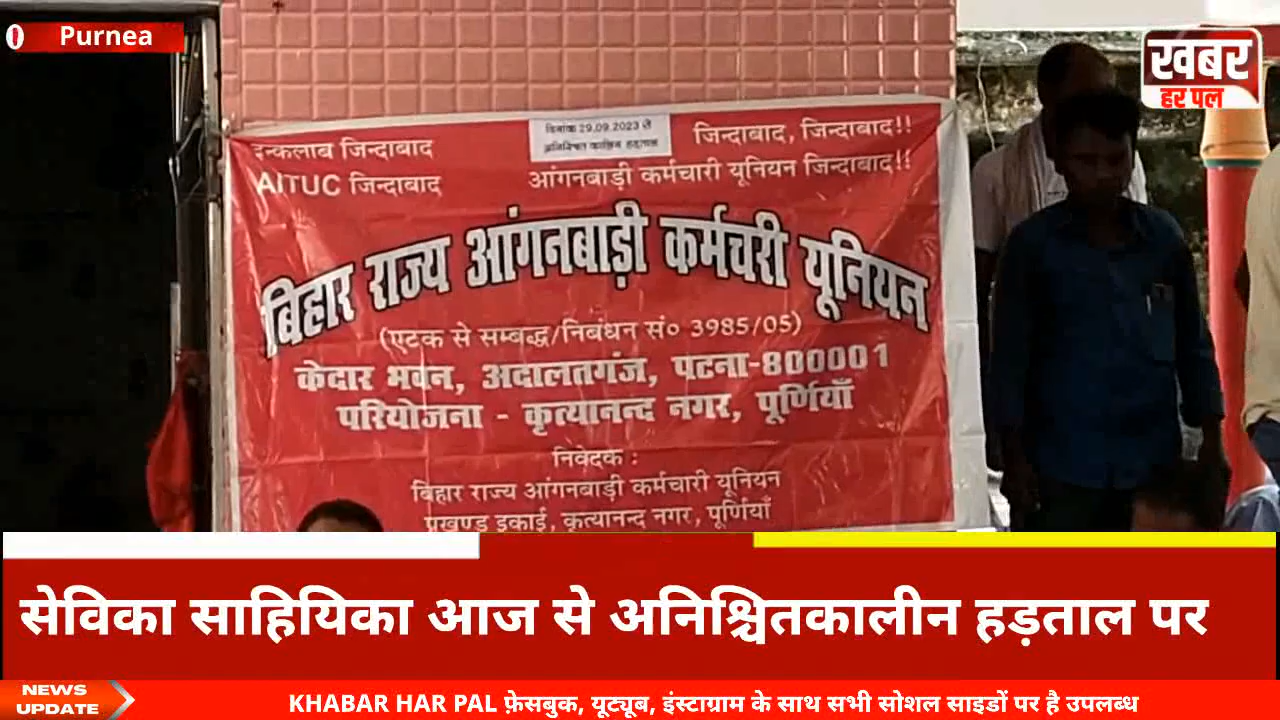 Purnea
खबर
हर पल
इन्कलाब जिन्दाबाद
AITUC जिन्दाबाद
दिनांक 29.09.2023 से
अनिश्चित कालिन हड़ताल
जिन्दाबाद, जिन्दाबाद!!
आंगनबाड़ी कर्मचारी यूनियन जिन्दाबाद!!
बिहार राज्य आंगनबाड़ी कर्मचरी यूनियन
(एटक से सम्बद्ध/निबंधन सं० 3985/05)
केदार भवन, अदालतगंज, पटना-800001
परियोजना - कृत्यानन्द नगर, पूर्णियाँ
निवेदक :
बिहार राज्य आंगनबाड़ी कर्मचारी यूनियन
प्रखण्ड इकाई, कृत्यानन्द नगर, पूर्णियाँ
सेविका साहियिका आज से अनिश्चितकालीन हड़ताल पर
NEWS
UPDATE
KHABAR HAR PAL फ़ेसबुक, यूट्यूब, इंस्टाग्राम के साथ सभी सोशल साइडों पर है उपलब्ध